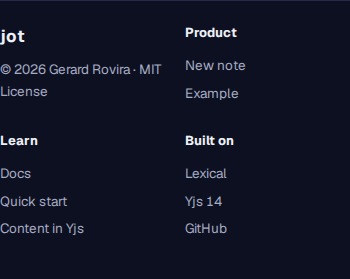 jot
© 2026 Gerard Rovira · MIT
License
Product
New note
Example
Learn
Docs
Quick start
Content in Yjs
Built on
Lexical
Yjs 14
GitHub